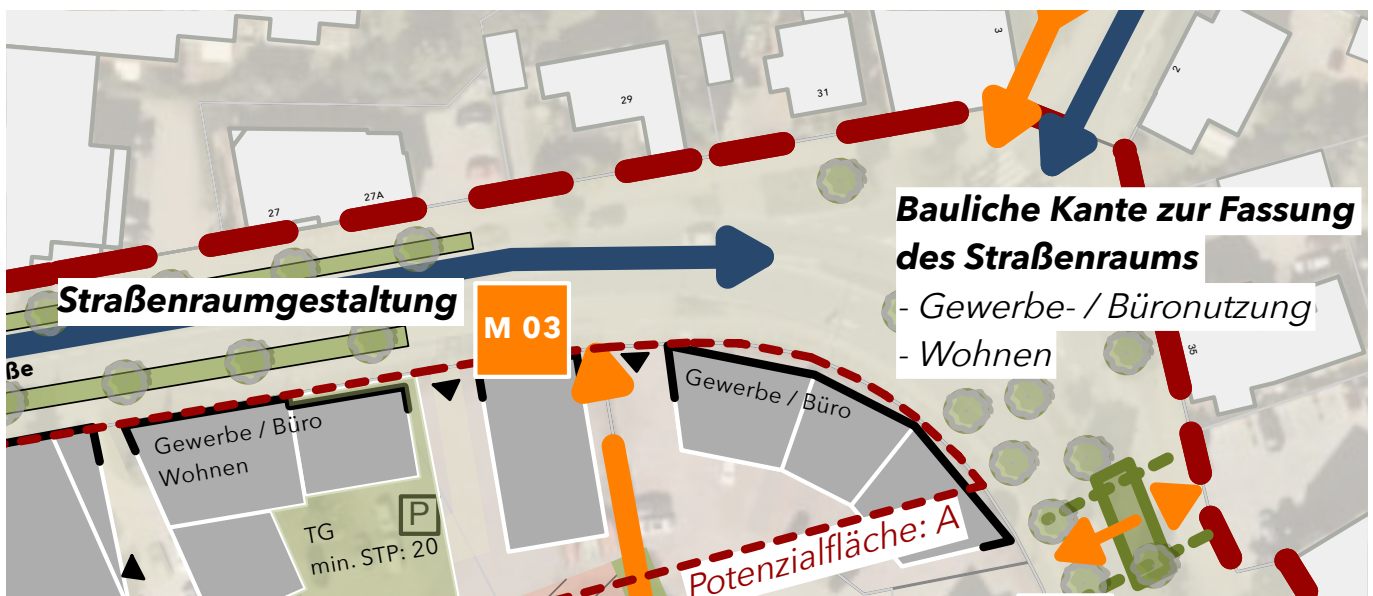 3
2
29
31
27A
27
Bauliche Kante zur Fassung
des Straßenraums
- Gewerbe- / Büronutzung
- Wohnen
Straßenraumgestaltung
M 03
35
ße
Gewerbe / Büro
Gewerbe / Büro
Wohnen
P
TG
min. STP: 20
Potenzialfläche: A